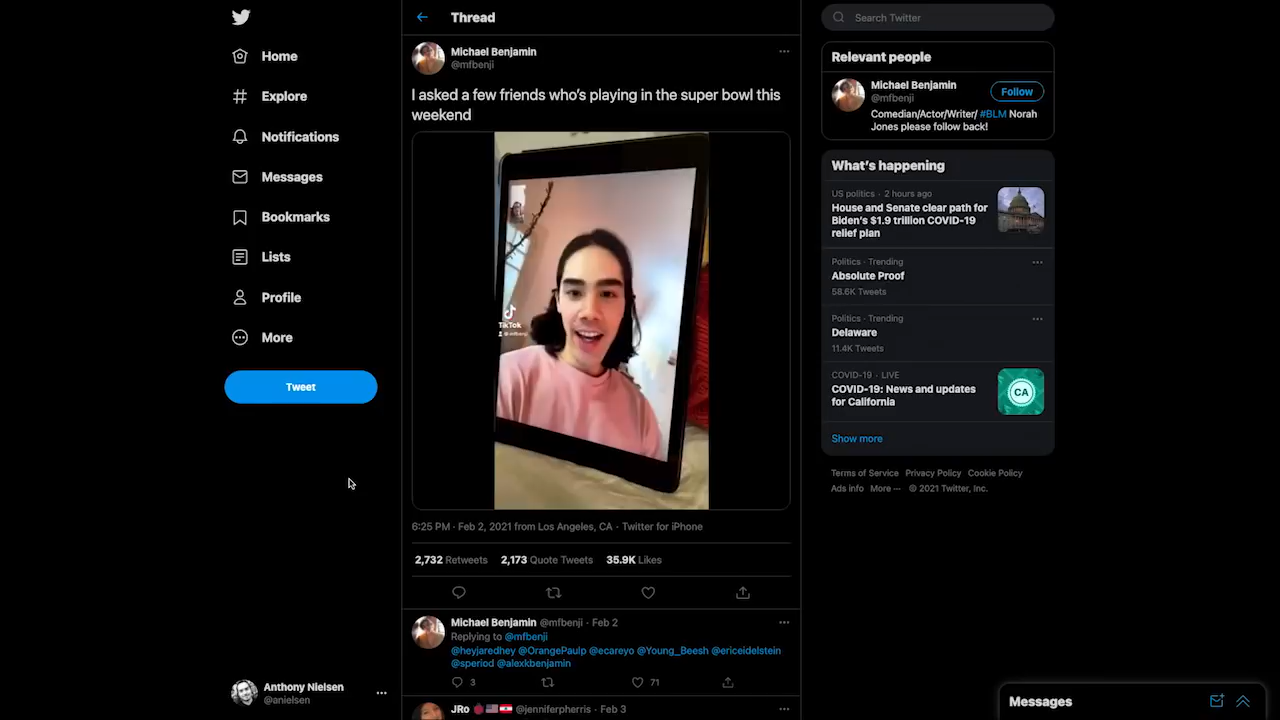 Home
Explore
Notifications
Messages
Bookmarks
Lists
Profile
More
Tweet
Anthony Nielsen
@anielsen
Thread
Michael Benjamin
@mfbenji
I asked a few friends who's playing in the super bowl this
weekend
TikTok
@mfbenji
6:25 PM · Feb 2, 2021 from Los Angeles, CA · Twitter for iPhone
2,732 Retweets 2,173 Quote Tweets 35.9K Likes
Michael Benjamin @mfbenji · Feb 2
Replying to @mfbenji
@heyjaredhey @OrangePaulp @ecareyo @Young_Beesh @ericeidelstein
@speriod @alexkbenjamin
3 71
JRo @jenniferpherris · Feb 3
Search Twitter
Relevant people
Michael Benjamin
@mfbenji
Follow
Comedian/Actor/Writer/ #BLM Norah
Jones please follow back!
What's happening
US politics · 2 hours ago
House and Senate clear path for
Biden's $1.9 trillion COVID-19
relief plan
Politics · Trending
Absolute Proof
58.6K Tweets
Politics · Trending
Delaware
11.4K Tweets
COVID-19 · LIVE
COVID-19: News and updates
for California
CA
Show more
Terms of Service Privacy Policy Cookie Policy
Ads info More ··· © 2021 Twitter, Inc.
Messages